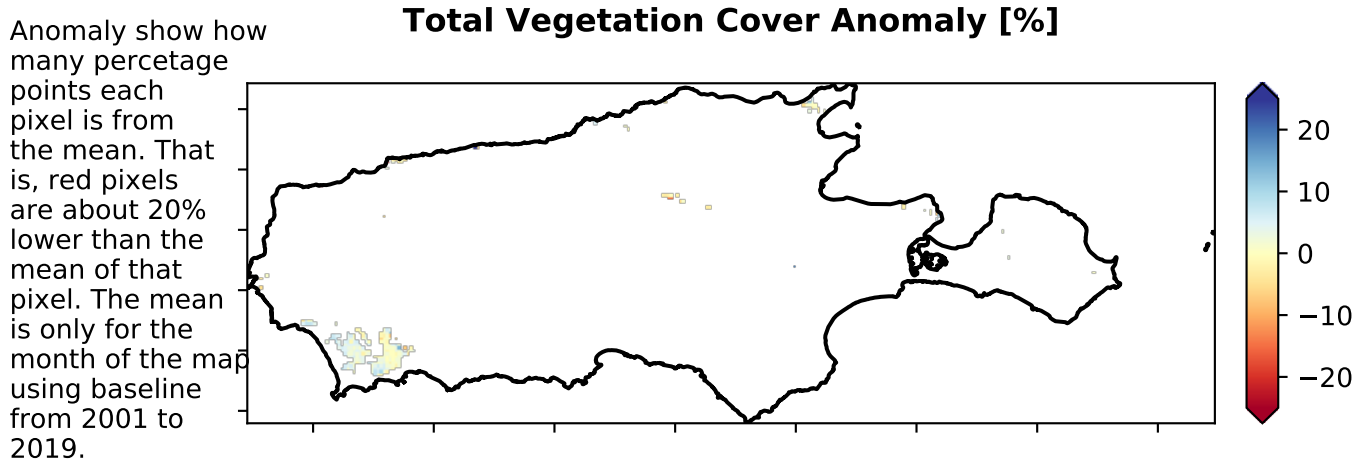 Total Vegetation Cover Anomaly [%]
Anomaly show how
many percetage
points each
pixel is from
the mean. That
is, red pixels
are about 20%
lower than the
mean of that
pixel. The mean
is only for the
month of the map
using baseline
from 2001 to
2019.
20
10
0
−10
−20